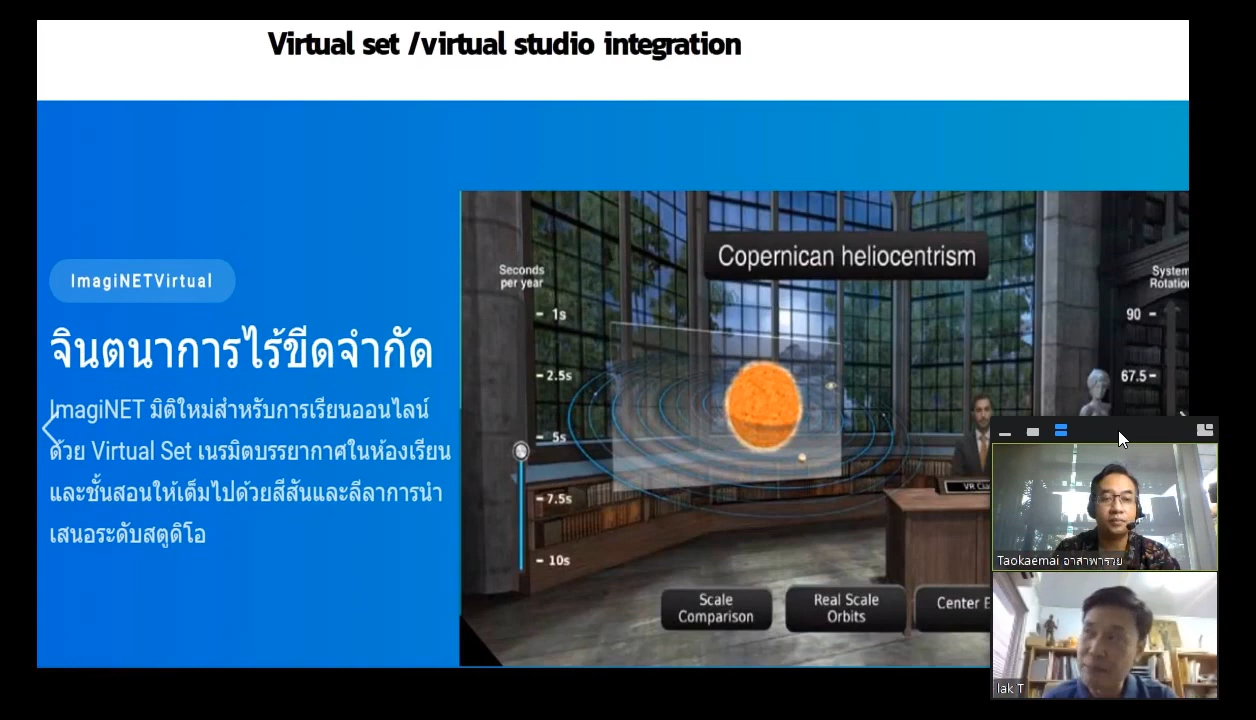 Virtual set /virtual studio integration
ImagiNETVirtual
จินตนาการไร้ขีดจำกัด
ImagiNET มิติใหม่สำหรับการเรียนออนไลน์
ด้วย Virtual Set เนรมิตบรรยากาศในห้องเรียน
และชั้นสอนให้เต็มไปด้วยสีสันและลีลาการนำ
เสนอระดับสตูดิโอ
Copernican heliocentrism
Seconds
per year
1s
2.5s
5s
7.5s
10s
System
Rotation
90
67.5
Scale
Comparison
Real Scale
Orbits
Center E
VR Cla
Taokaemai อาสาพารวย
lak T